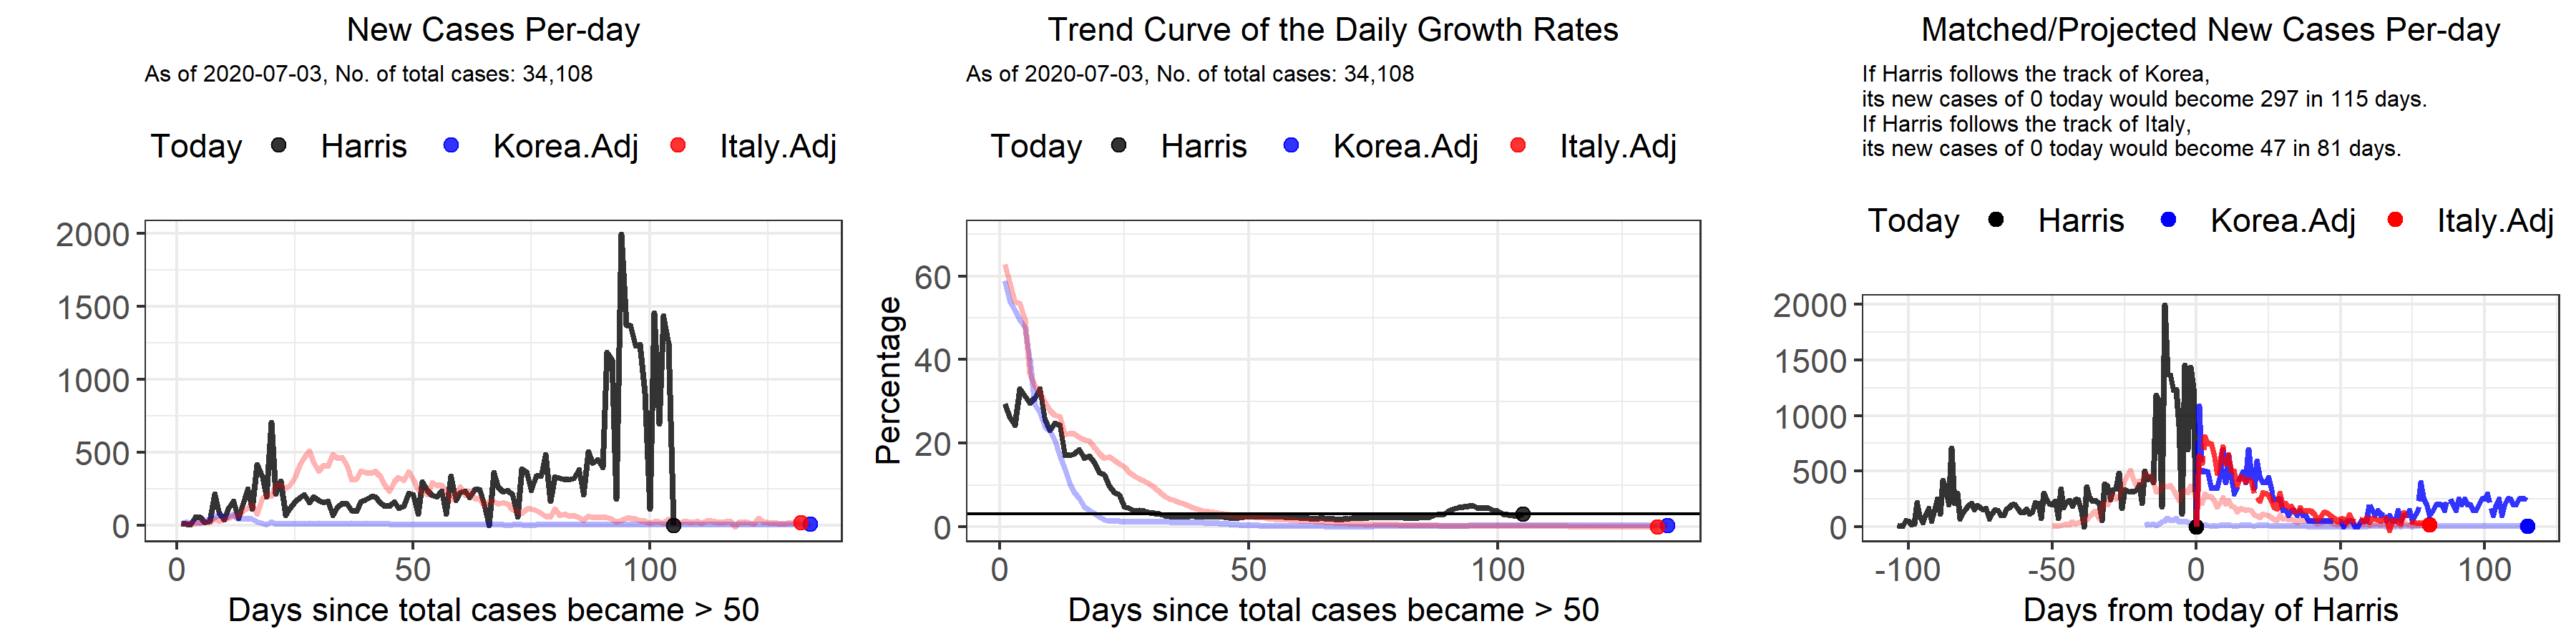 New Cases Per-day
As of 2020-07-03, No. of total cases: 34,108
Today Harris Korea.Adj Italy.Adj
2000
1500
1000
500
0
0 50 100
Days since total cases became > 50
Trend Curve of the Daily Growth Rates
As of 2020-07-03, No. of total cases: 34,108
Today Harris Korea.Adj Italy.Adj
Percentage
60
40
20
0
0 50 100
Days since total cases became > 50
Matched/Projected New Cases Per-day
If Harris follows the track of Korea,
its new cases of 0 today would become 297 in 115 days.
If Harris follows the track of Italy,
its new cases of 0 today would become 47 in 81 days.
Today Harris Korea.Adj Italy.Adj
2000
1500
1000
500
0
-100 -50 0 50 100
Days from today of Harris